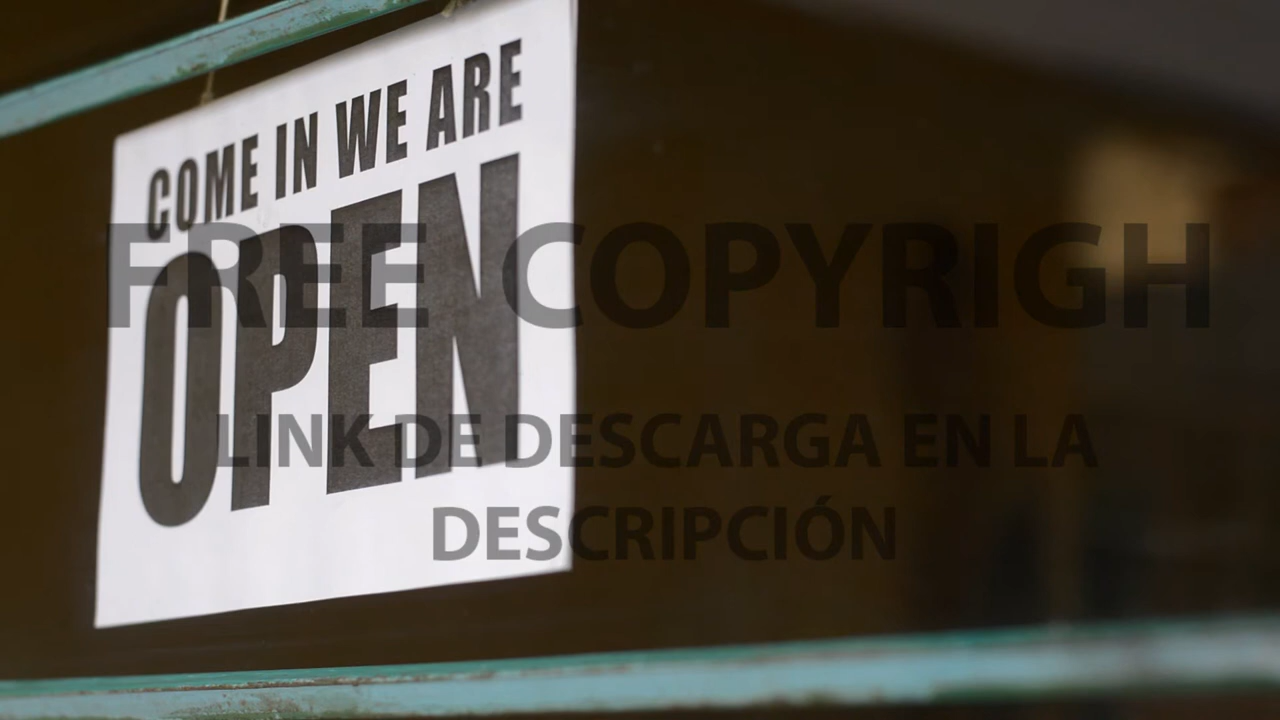 COME IN WE ARE
OPEN
FREE COPYRIGH
LINK DE DESCARGA EN LA
DESCRIPCIÓN